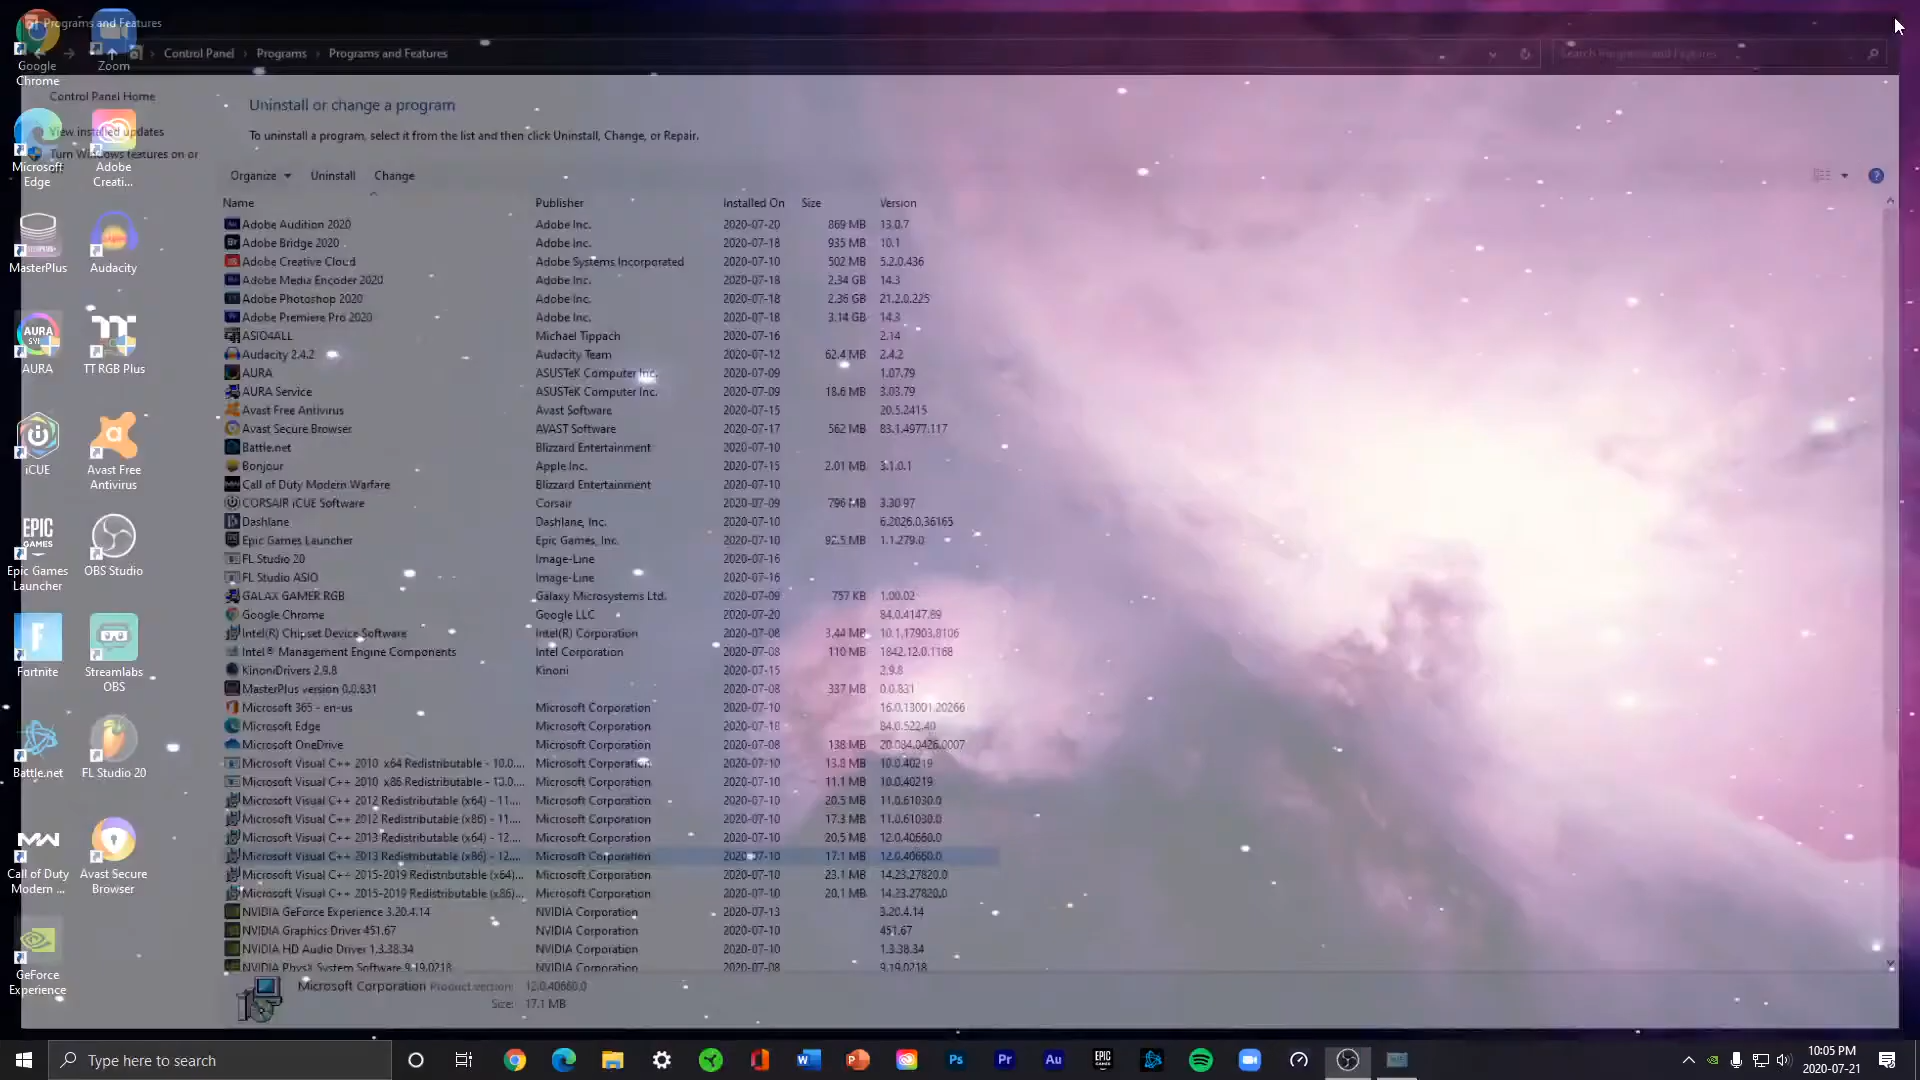 Programs and Features
Control Panel
Programs
Programs and Features
Search Programs and Features
Control Panel Home
View installed updates
Turn Windows features on or
Uninstall or change a program
To uninstall a program, select it from the list and then click Uninstall, Change, or Repair.
Organize Uninstall Change
Name Publisher Installed On Size Version
Adobe Audition 2020 Adobe Inc. 2020-07-20 869 MB 13.0.7
Adobe Bridge 2020 Adobe Inc. 2020-07-18 935 MB 10.1
Adobe Creative Cloud Adobe Systems Incorporated 2020-07-10 502 MB 5.2.0.436
Adobe Media Encoder 2020 Adobe Inc. 2020-07-18 2.34 GB 14.3
Adobe Photoshop 2020 Adobe Inc. 2020-07-18 2.36 GB 21.2.0.225
Adobe Premiere Pro 2020 Adobe Inc. 2020-07-18 3.14 GB 14.3
ASIO4ALL Michael Tippach 2020-07-16 2.14
Audacity 2.4.2 Audacity Team 2020-07-12 62.4 MB 2.4.2
AURA ASUSTeK Computer Inc. 2020-07-09 1.07.79
AURA Service ASUSTeK Computer Inc. 2020-07-09 18.6 MB 3.03.79
Avast Free Antivirus Avast Software 2020-07-15 20.5.2415
Avast Secure Browser AVAST Software 2020-07-17 562 MB 83.1.4977.117
Battle.net Blizzard Entertainment 2020-07-10
Bonjour Apple Inc. 2020-07-15 2.01 MB 3.1.0.1
Call of Duty Modern Warfare Blizzard Entertainment 2020-07-10
CORSAIR iCUE Software Corsair 2020-07-09 796 MB 3.30.97
Dashlane Dashlane, Inc. 2020-07-10 6.2026.0.36165
Epic Games Launcher Epic Games, Inc. 2020-07-10 92.5 MB 1.1.279.0
FL Studio 20 Image-Line 2020-07-16
FL Studio ASIO Image-Line 2020-07-16
GALAX GAMER RGB Galaxy Microsystems Ltd. 2020-07-09 757 KB 1.00.02
Google Chrome Google LLC 2020-07-20 84.0.4147.89
Intel(R) Chipset Device Software Intel(R) Corporation 2020-07-08 3.44 MB 10.1.17903.8106
Intel® Management Engine Components Intel Corporation 2020-07-08 110 MB 1842.12.0.1168
KinoniDrivers 2.9.8 Kinoni 2020-07-15 2.9.8
MasterPlus version 0.0.831 2020-07-08 337 MB 0.0.831
Microsoft 365 - en-us Microsoft Corporation 2020-07-10 16.0.13001.20266
Microsoft Edge Microsoft Corporation 2020-07-18 84.0.522.40
Microsoft OneDrive Microsoft Corporation 2020-07-08 138 MB 20.084.0426.0007
Microsoft Visual C++ 2010 x64 Redistributable - 10.0.... Microsoft Corporation 2020-07-10 13.8 MB 10.0.40219
Microsoft Visual C++ 2010 x86 Redistributable - 10.0.... Microsoft Corporation 2020-07-10 11.1 MB 10.0.40219
Microsoft Visual C++ 2012 Redistributable (x64) - 11.... Microsoft Corporation 2020-07-10 20.5 MB 11.0.61030.0
Microsoft Visual C++ 2012 Redistributable (x86) - 11.... Microsoft Corporation 2020-07-10 17.3 MB 11.0.61030.0
Microsoft Visual C++ 2013 Redistributable (x64) - 12.... Microsoft Corporation 2020-07-10 20.5 MB 12.0.40660.0
Microsoft Visual C++ 2013 Redistributable (x86) - 12.... Microsoft Corporation 2020-07-10 17.1 MB 12.0.40660.0
Microsoft Visual C++ 2015-2019 Redistributable (x64)... Microsoft Corporation 2020-07-10 23.1 MB 14.23.27820.0
Microsoft Visual C++ 2015-2019 Redistributable (x86)... Microsoft Corporation 2020-07-10 20.1 MB 14.23.27820.0
NVIDIA GeForce Experience 3.20.4.14 NVIDIA Corporation 2020-07-13 3.20.4.14
NVIDIA Graphics Driver 451.67 NVIDIA Corporation 2020-07-10 451.67
NVIDIA HD Audio Driver 1.3.38.34 NVIDIA Corporation 2020-07-10 1.3.38.34
NVIDIA PhysX System Software 9.19.0218 NVIDIA Corporation 2020-07-08 9.19.0218
Microsoft Corporation Product version: 12.0.40660.0
Size: 17.1 MB
Google Chrome
Zoom
Microsoft Edge
Adobe Creati...
MasterPlus
Audacity
AURA
AURA
TT RGB Plus
iCUE
Avast Free Antivirus
EPIC GAMES
Epic Games Launcher
OBS Studio
Fortnite
Streamlabs OBS
Battle.net
FL Studio 20
Call of Duty Modern ...
Avast Secure Browser
GeForce Experience
Type here to search
Ps
Pr
Au
EPIC
10:05 PM
2020-07-21